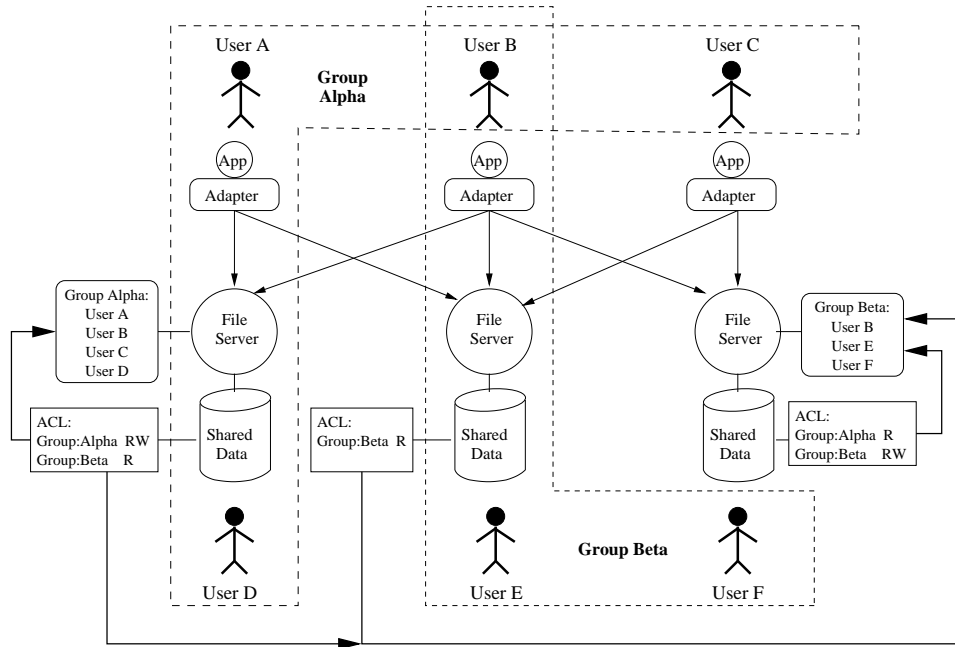 User A
User B
User C
Group
Alpha
App
App
App
Adapter
Adapter
Adapter
Group Alpha:
User A
User B
User C
User D
File
Server
File
Server
File
Server
Group Beta:
User B
User E
User F
ACL:
Group:Alpha RW
Group:Beta R
Shared
Data
ACL:
Group:Beta R
Shared
Data
Shared
Data
ACL:
Group:Alpha R
Group:Beta RW
Group Beta
User D
User E
User F